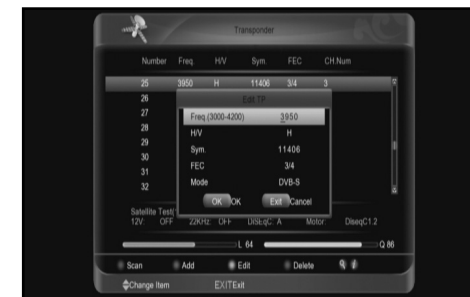 Transponder
Number Freq. H/V Sym. FEC CH.Num
25 3950 H 11406 3/4 3
26
27
28
29
30
31
32
Edit TP
Freq.(3000-4200) 3950
H/V H
Sym. 11406
FEC 3/4
Mode DVB-S
OK OK Exit Cancel
Satellite Test(
12V: OFF 22KHz: OFF DiSEqC: A Motor: DiseqC1.2
L 64 Q 86
Scan Add Edit Delete
Change Item EXIT Exit